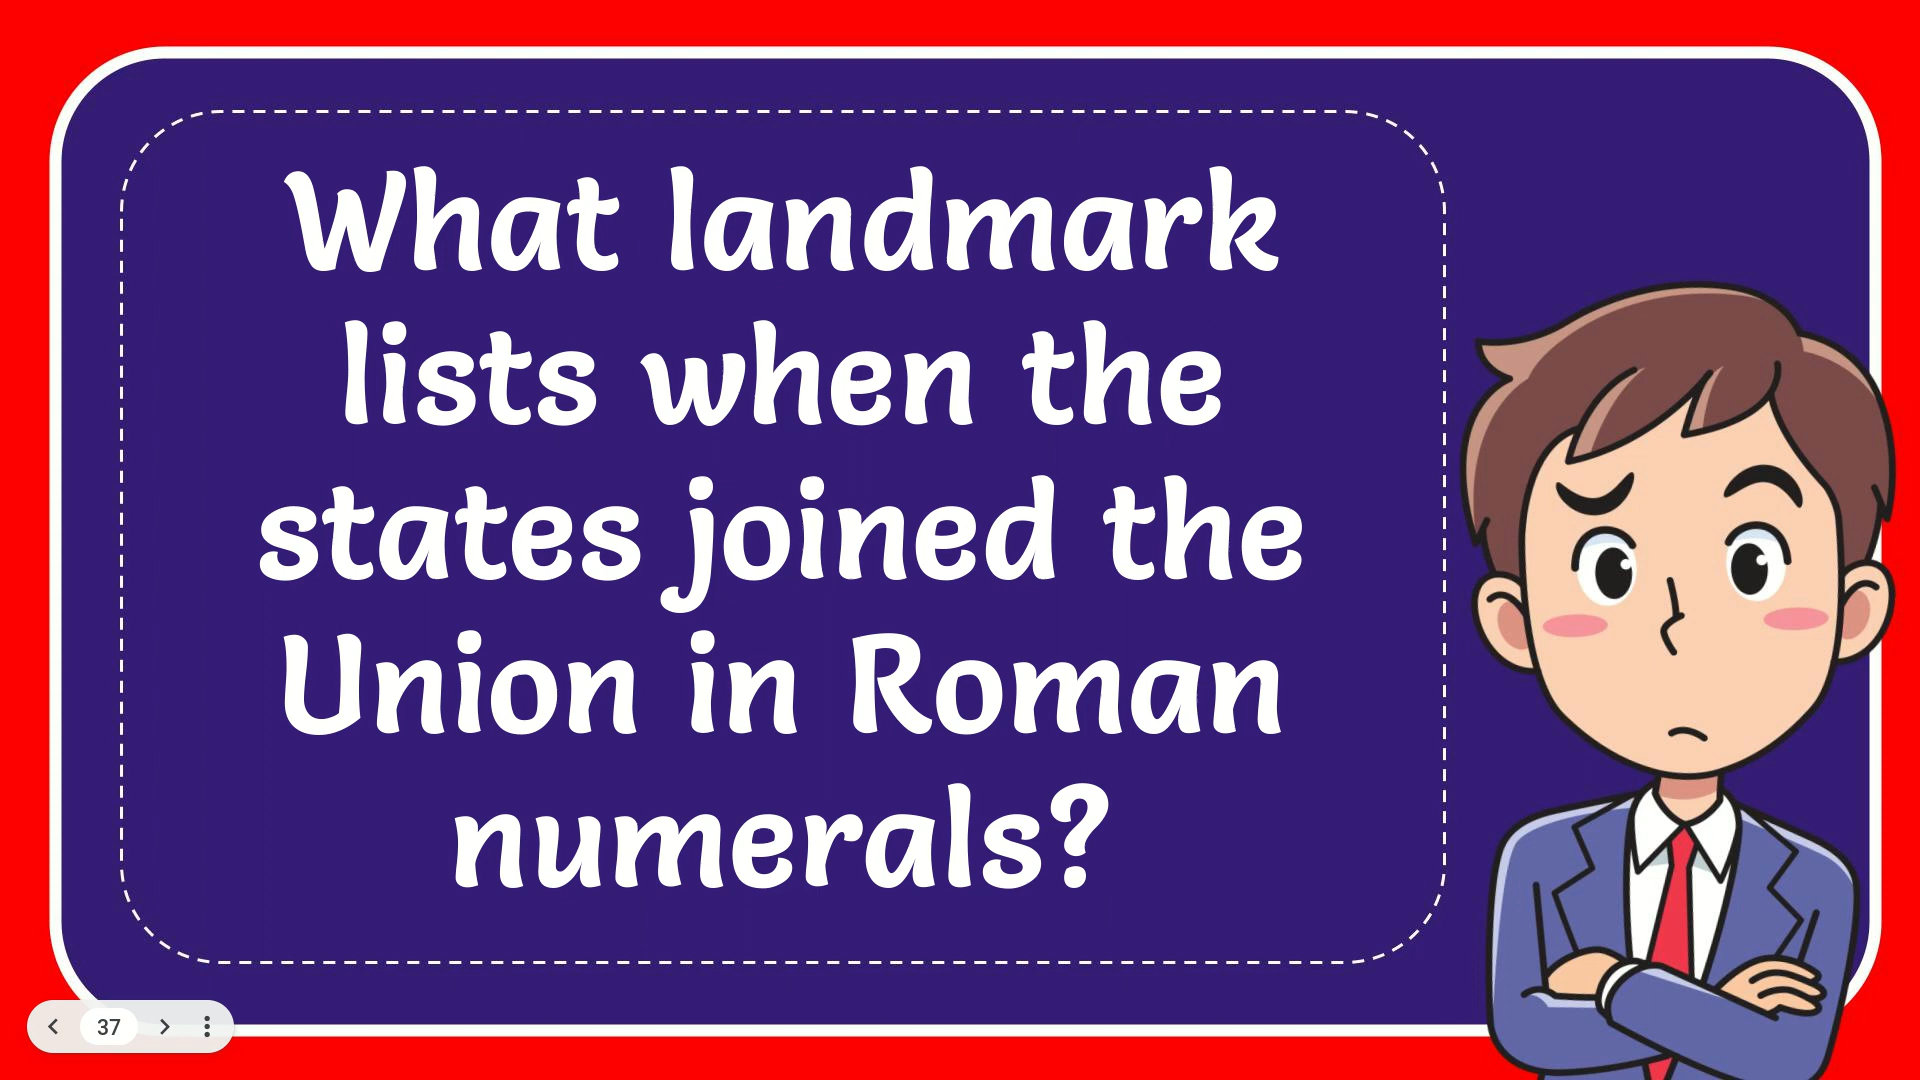 What landmark
lists when the
states joined the
Union in Roman
numerals?
37